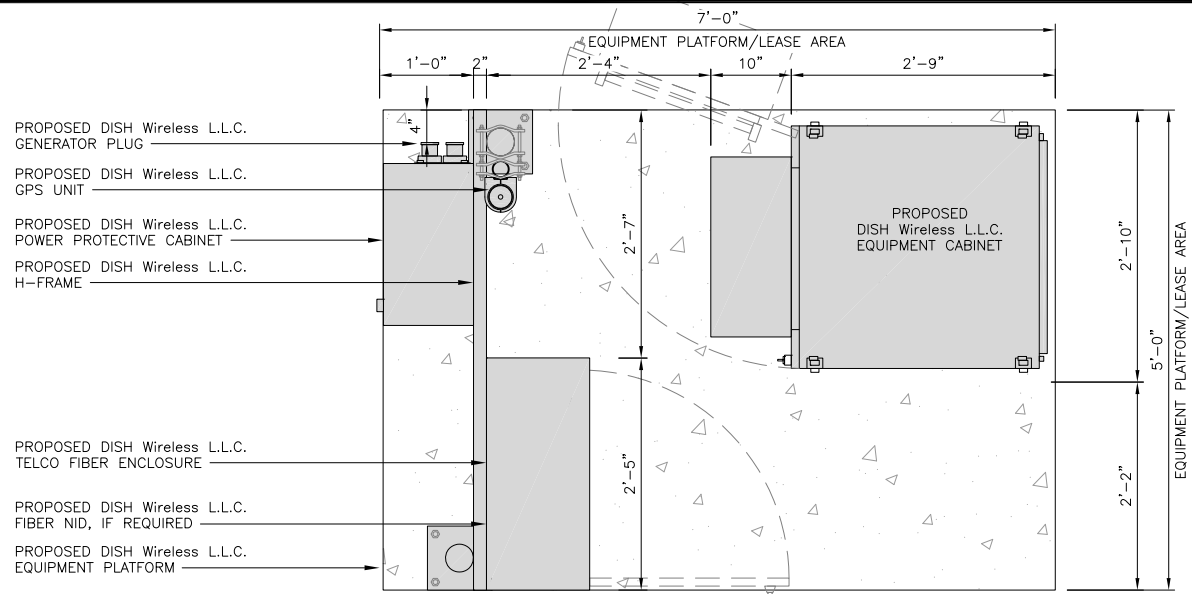 7'-0"
EQUIPMENT PLATFORM/LEASE AREA
1'-0"
2"
2'-4"
10"
2'-9"
4"
PROPOSED DISH Wireless L.L.C.
GENERATOR PLUG
PROPOSED DISH Wireless L.L.C.
GPS UNIT
PROPOSED DISH Wireless L.L.C.
POWER PROTECTIVE CABINET
PROPOSED DISH Wireless L.L.C.
H-FRAME
2'-7"
PROPOSED
DISH Wireless L.L.C.
EQUIPMENT CABINET
2'-10"
5'-0"
EQUIPMENT PLATFORM/LEASE AREA
PROPOSED DISH Wireless L.L.C.
TELCO FIBER ENCLOSURE
2'-5"
2'-2"
PROPOSED DISH Wireless L.L.C.
FIBER NID, IF REQUIRED
PROPOSED DISH Wireless L.L.C.
EQUIPMENT PLATFORM